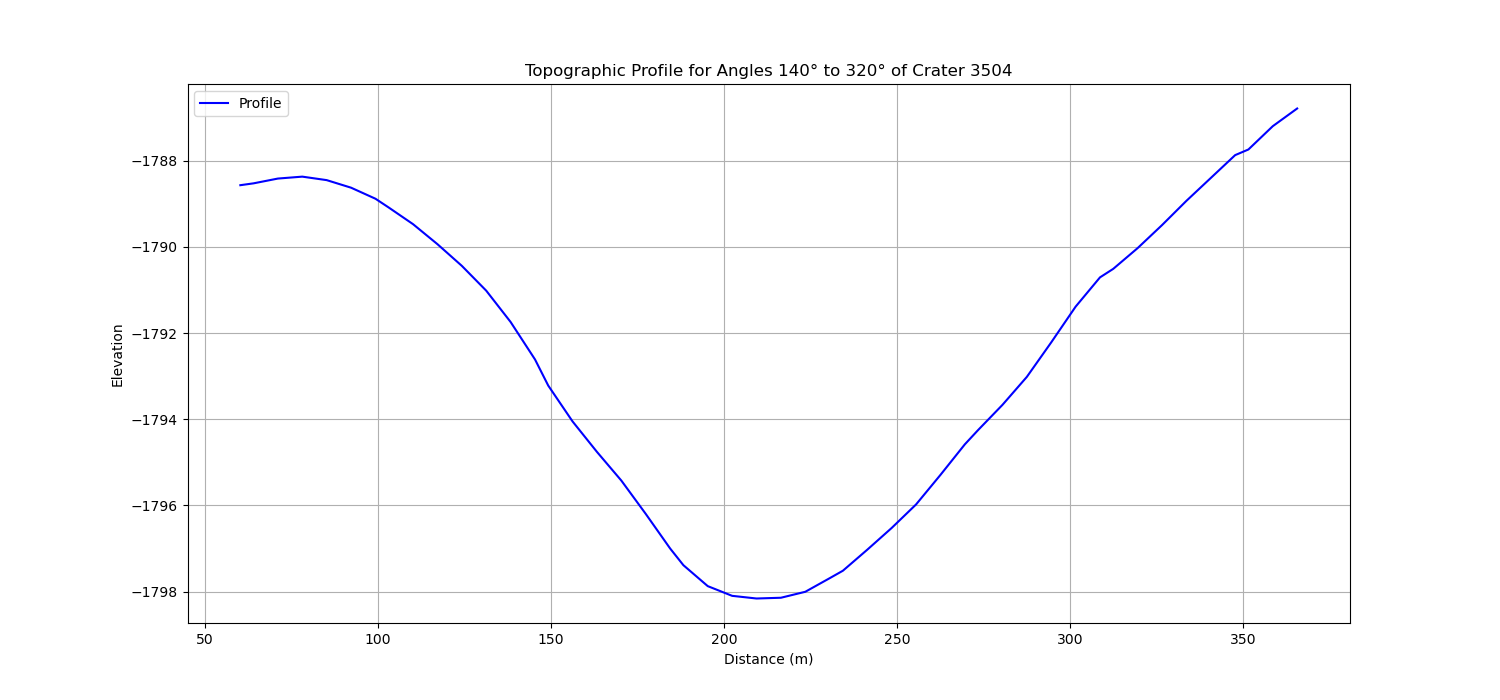 Topographic Profile for Angles 140° to 320° of Crater 3504
Profile
−1788
−1790
−1792
−1794
−1796
−1798
Elevation
50 100 150 200 250 300 350
Distance (m)